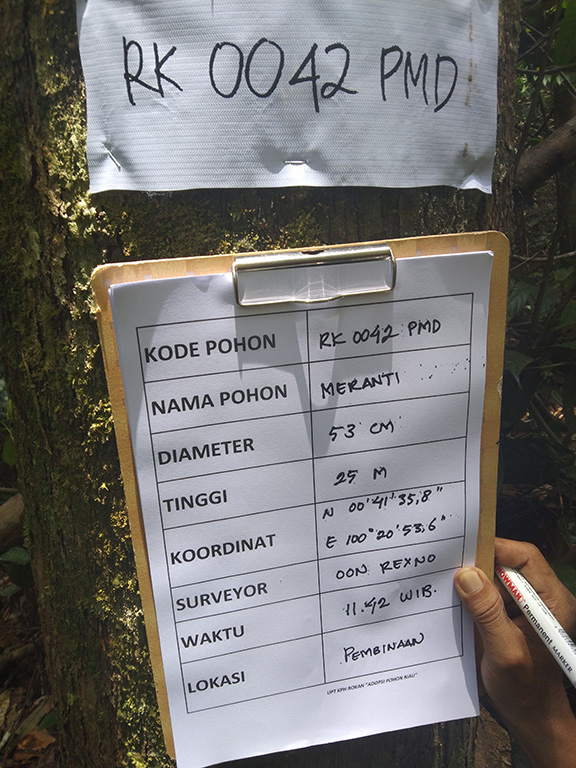 RK 0042 PMD
KODE POHON RK 0042 PMD
NAMA POHON MERANTI
DIAMETER 53 CM
TINGGI 25 M
KOORDINAT N 00°41'35,8"
E 100°20'53,6"
SURVEYOR OON REXNO
WAKTU 11.42 WIB.
LOKASI PEMBINAAN
UPT KPH ROKAN "ADOPSI POHON RIAU"
OWMAN Permanent MARKER